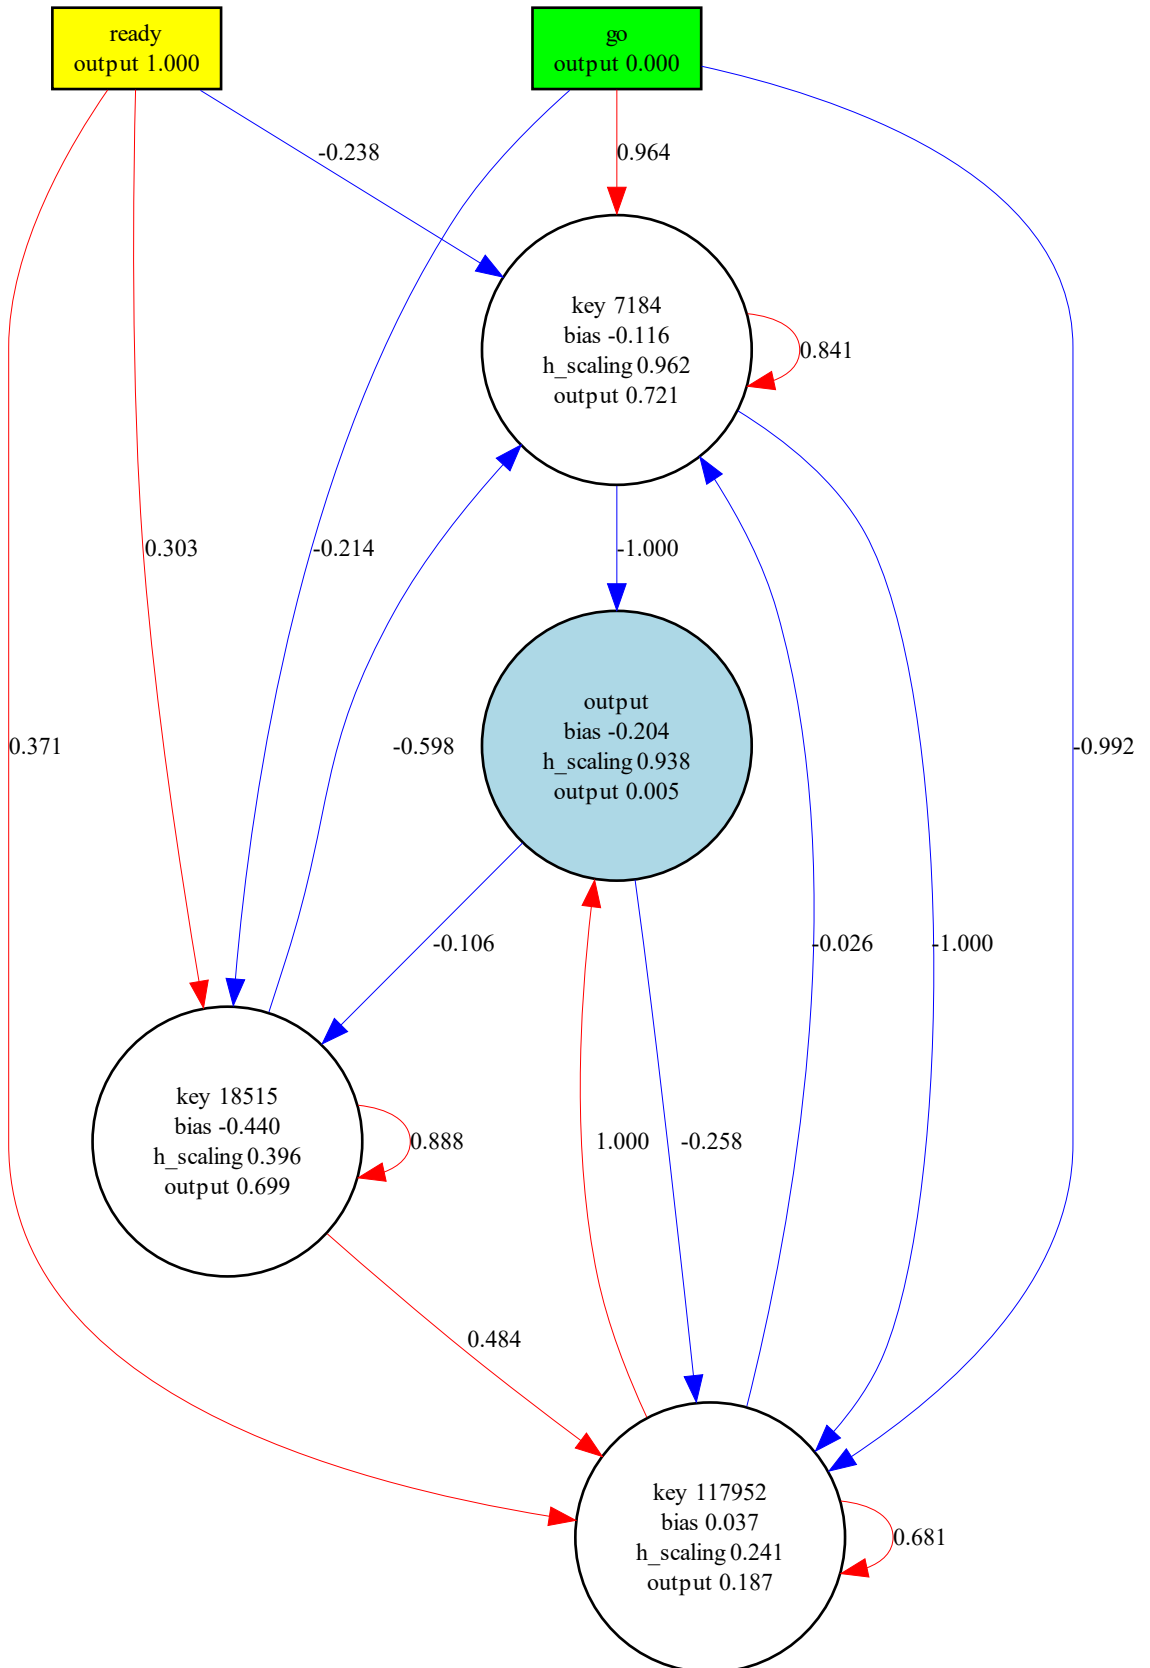 ready
output 1.000
go
output 0.000
-0.238
0.964
key 7184
bias -0.116
h_scaling 0.962
output 0.721
0.841
0.303
-0.214
-1.000
output
bias -0.204
h_scaling 0.938
output 0.005
0.371
-0.598
-0.992
-0.106
-0.026
-1.000
key 18515
bias -0.440
h_scaling 0.396
output 0.699
0.888
1.000
-0.258
0.484
key 117952
bias 0.037
h_scaling 0.241
output 0.187
0.681